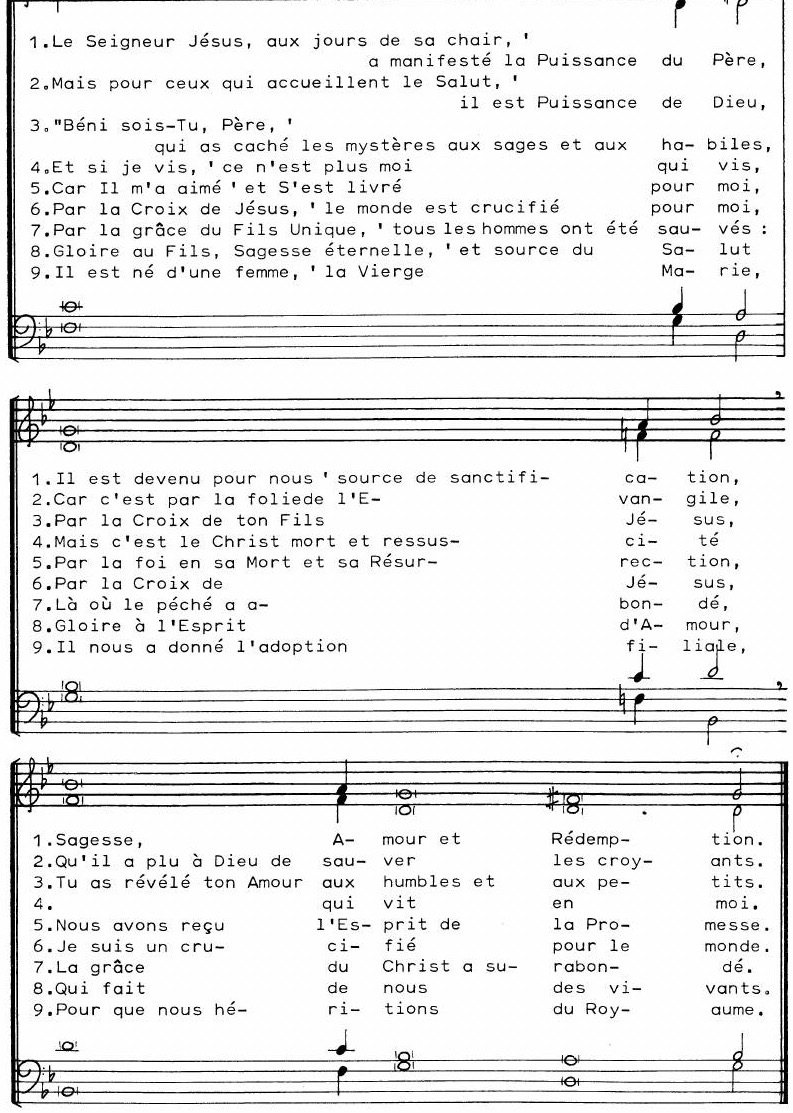 1.Le Seigneur Jésus, aux jours de sa chair, '
a manifesté la Puissance du Père,
2.Mais pour ceux qui accueillent le Salut, '
il est Puissance de Dieu,
3."Béni sois-Tu, Père, '
qui as caché les mystères aux sages et aux ha- biles,
4.Et si je vis, ' ce n'est plus moi qui vis,
5.Car Il m'a aimé ' et S'est livré pour moi,
6.Par la Croix de Jésus, ' le monde est crucifié pour moi,
7.Par la grâce du Fils Unique, ' tous les hommes ont été sau- vés :
8.Gloire au Fils, Sagesse éternelle, ' et source du Sa- lut
9.Il est né d'une femme, ' la Vierge Ma- rie,
1.Il est devenu pour nous ' source de sanctifi- ca- tion,
2.Car c'est par la foliede l'E- van- gile,
3.Par la Croix de ton Fils Jé- sus,
4.Mais c'est le Christ mort et ressus- ci- té
5.Par la foi en sa Mort et sa Résur- rec- tion,
6.Par la Croix de Jé- sus,
7.Là où le péché a a- bon- dé,
8.Gloire à l'Esprit d'A- mour,
9.Il nous a donné l'adoption fi- liale,
1.Sagesse, A- mour et Rédemp- tion.
2.Qu'il a plu à Dieu de sau- ver les croy- ants.
3.Tu as révélé ton Amour aux humbles et aux pe- tits.
4. qui vit en moi.
5.Nous avons reçu l'Es- prit de la Pro- messe.
6.Je suis un cru- ci- fié pour le monde.
7.La grâce du Christ a su- rabon- dé.
8.Qui fait de nous des vi- vants.
9.Pour que nous hé- ri- tions du Roy- aume.